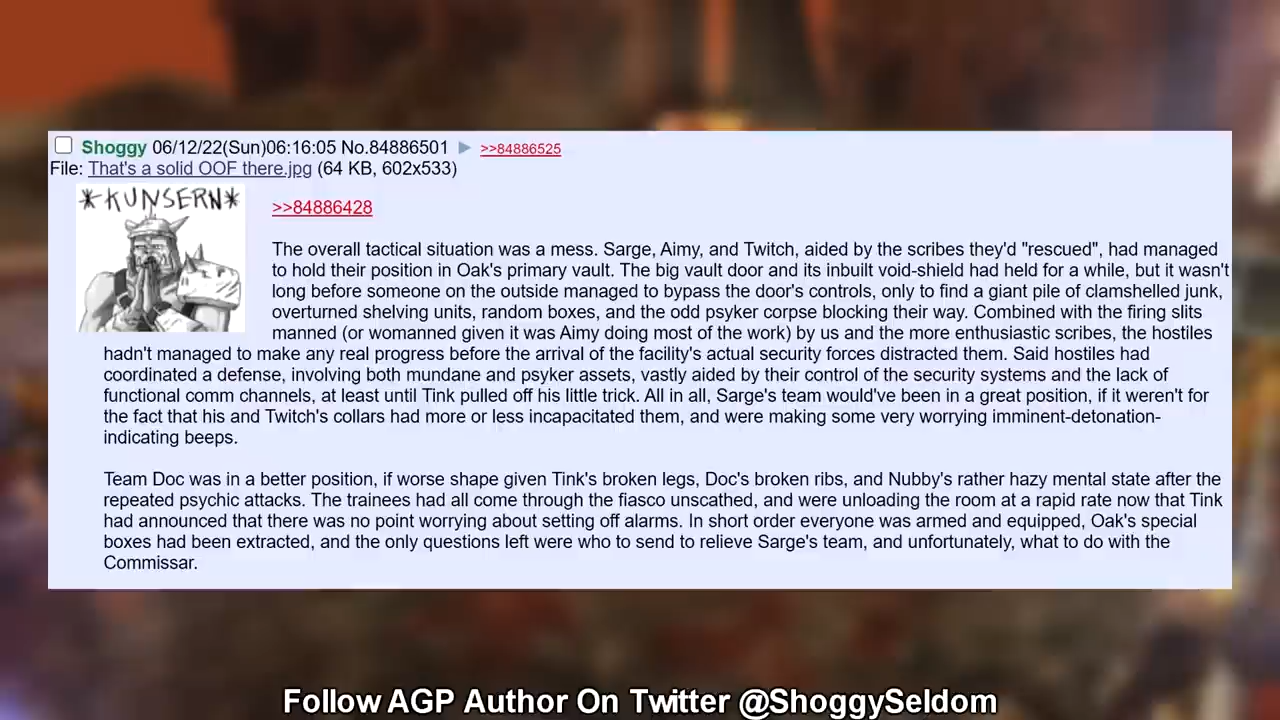 Shoggy 06/12/22(Sun)06:16:05 No.84886501 ▶ >>84886525
File: That's a solid OOF there.jpg (64 KB, 602x533)
*KUNSERN*
>>84886428
The overall tactical situation was a mess. Sarge, Aimy, and Twitch, aided by the scribes they'd "rescued", had managed
to hold their position in Oak's primary vault. The big vault door and its inbuilt void-shield had held for a while, but it wasn't
long before someone on the outside managed to bypass the door's controls, only to find a giant pile of clamshelled junk,
overturned shelving units, random boxes, and the odd psyker corpse blocking their way. Combined with the firing slits
manned (or womanned given it was Aimy doing most of the work) by us and the more enthusiastic scribes, the hostiles
hadn't managed to make any real progress before the arrival of the facility's actual security forces distracted them. Said hostiles had
coordinated a defense, involving both mundane and psyker assets, vastly aided by their control of the security systems and the lack of
functional comm channels, at least until Tink pulled off his little trick. All in all, Sarge's team would've been in a great position, if it weren't for
the fact that his and Twitch's collars had more or less incapacitated them, and were making some very worrying imminent-detonation-
indicating beeps.
Team Doc was in a better position, if worse shape given Tink's broken legs, Doc's broken ribs, and Nubby's rather hazy mental state after the
repeated psychic attacks. The trainees had all come through the fiasco unscathed, and were unloading the room at a rapid rate now that Tink
had announced that there was no point worrying about setting off alarms. In short order everyone was armed and equipped, Oak's special
boxes had been extracted, and the only questions left were who to send to relieve Sarge's team, and unfortunately, what to do with the
Commissar.
Follow AGP Author On Twitter @ShoggySeldom